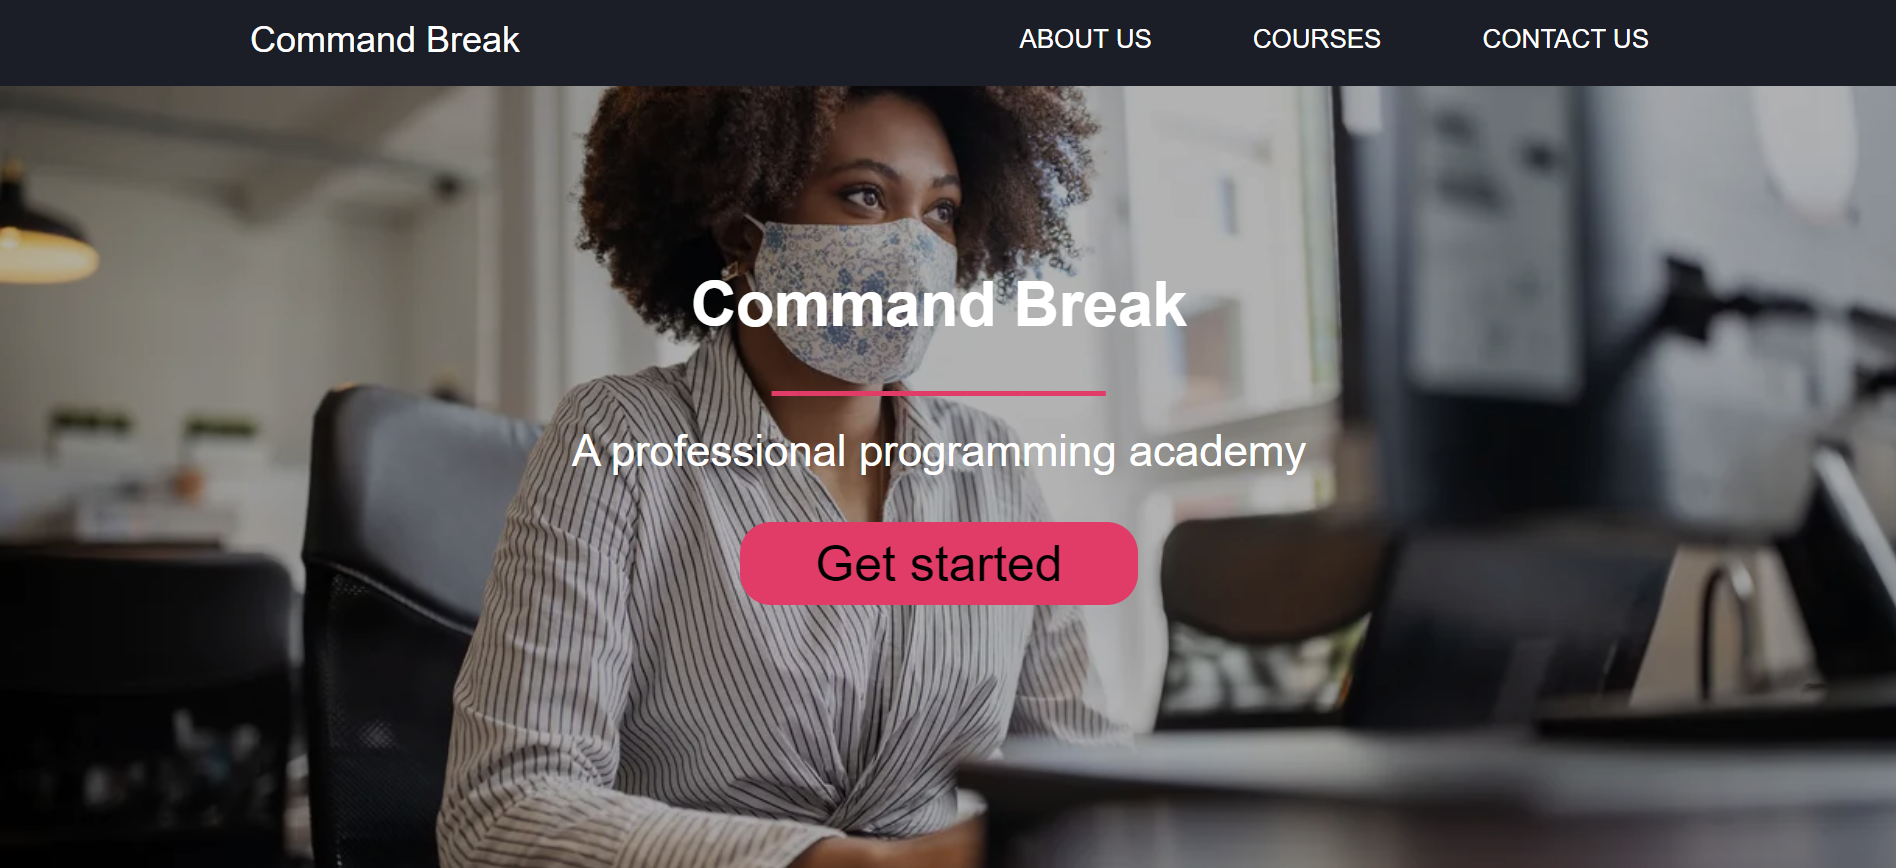 Command Break
ABOUT US
COURSES
CONTACT US
Command Break
A professional programming academy
Get started